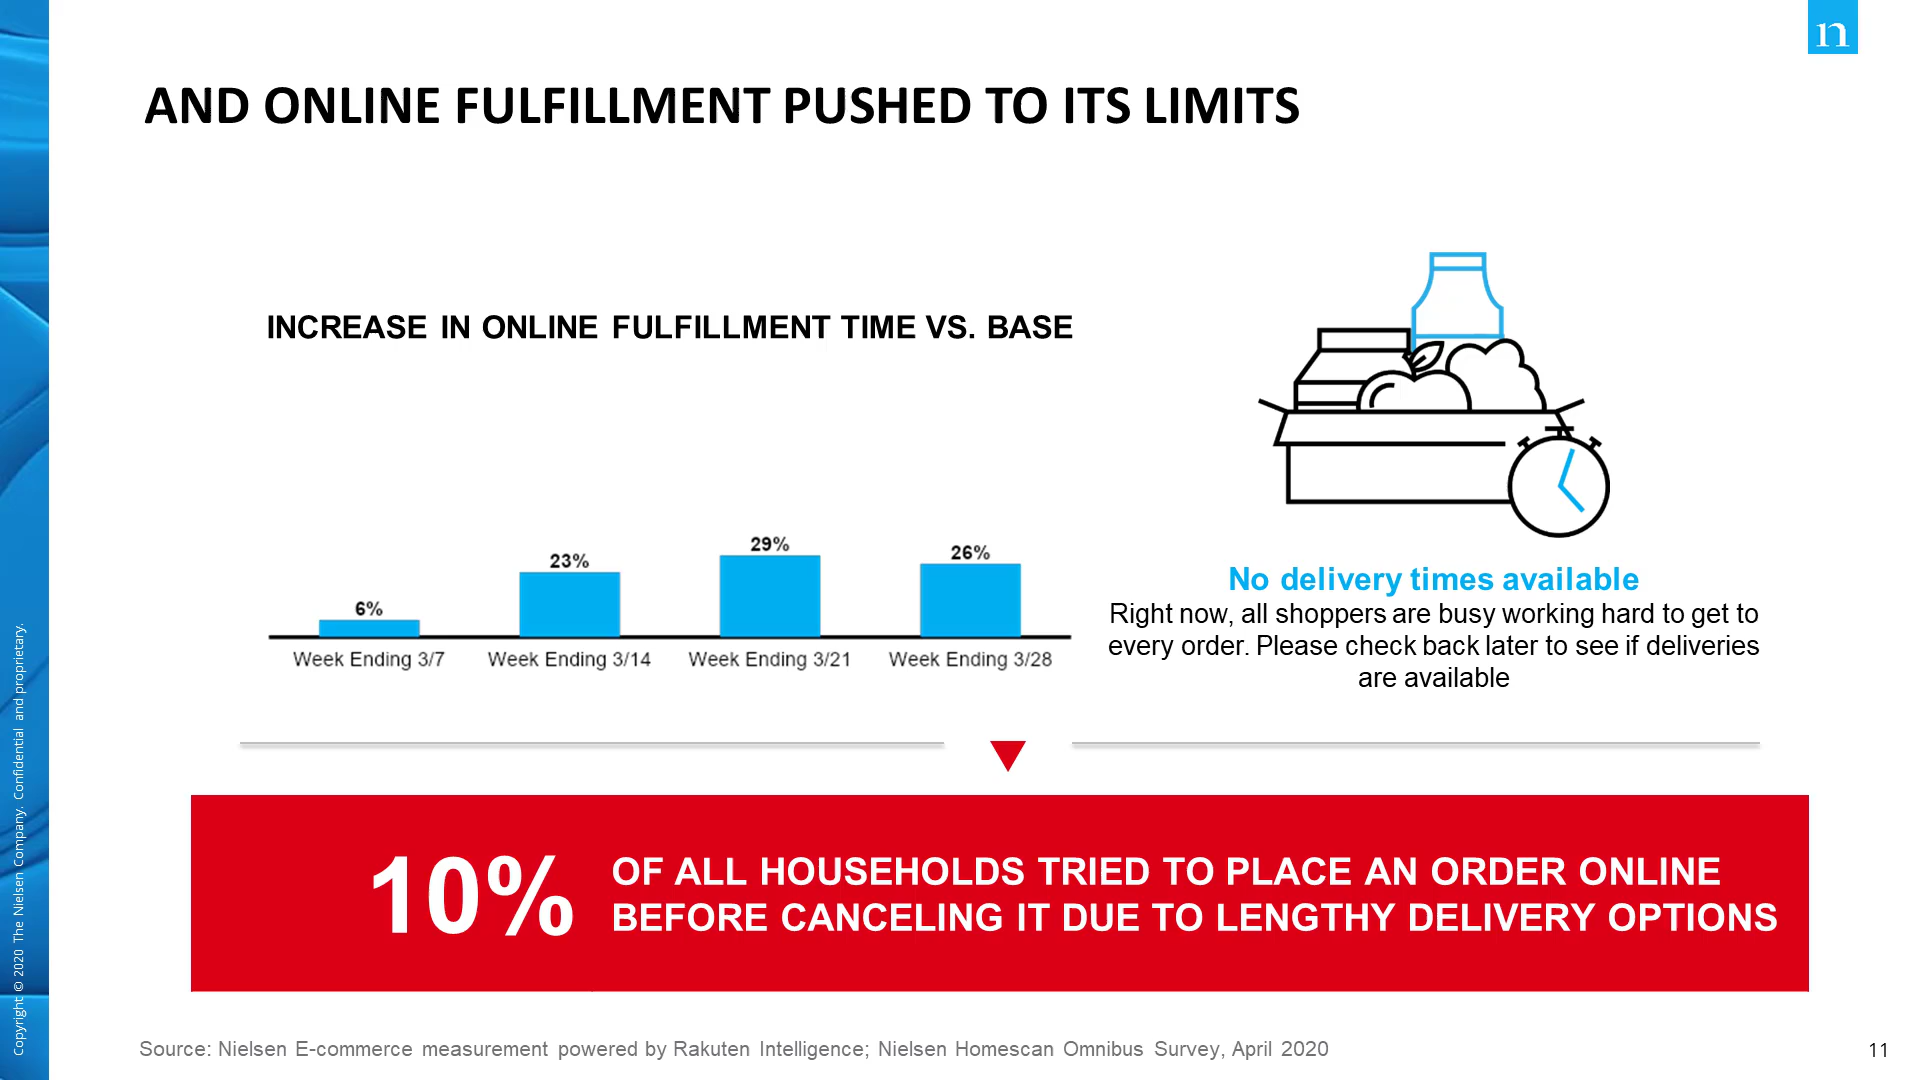 n
AND ONLINE FULFILLMENT PUSHED TO ITS LIMITS
INCREASE IN ONLINE FULFILLMENT TIME VS. BASE
6%
23%
29%
26%
Week Ending 3/7
Week Ending 3/14
Week Ending 3/21
Week Ending 3/28
No delivery times available
Right now, all shoppers are busy working hard to get to
every order. Please check back later to see if deliveries
are available
10%
OF ALL HOUSEHOLDS TRIED TO PLACE AN ORDER ONLINE
BEFORE CANCELING IT DUE TO LENGTHY DELIVERY OPTIONS
Source: Nielsen E-commerce measurement powered by Rakuten Intelligence; Nielsen Homescan Omnibus Survey, April 2020
11
Copyright © 2020 The Nielsen Company. Confidential and proprietary.